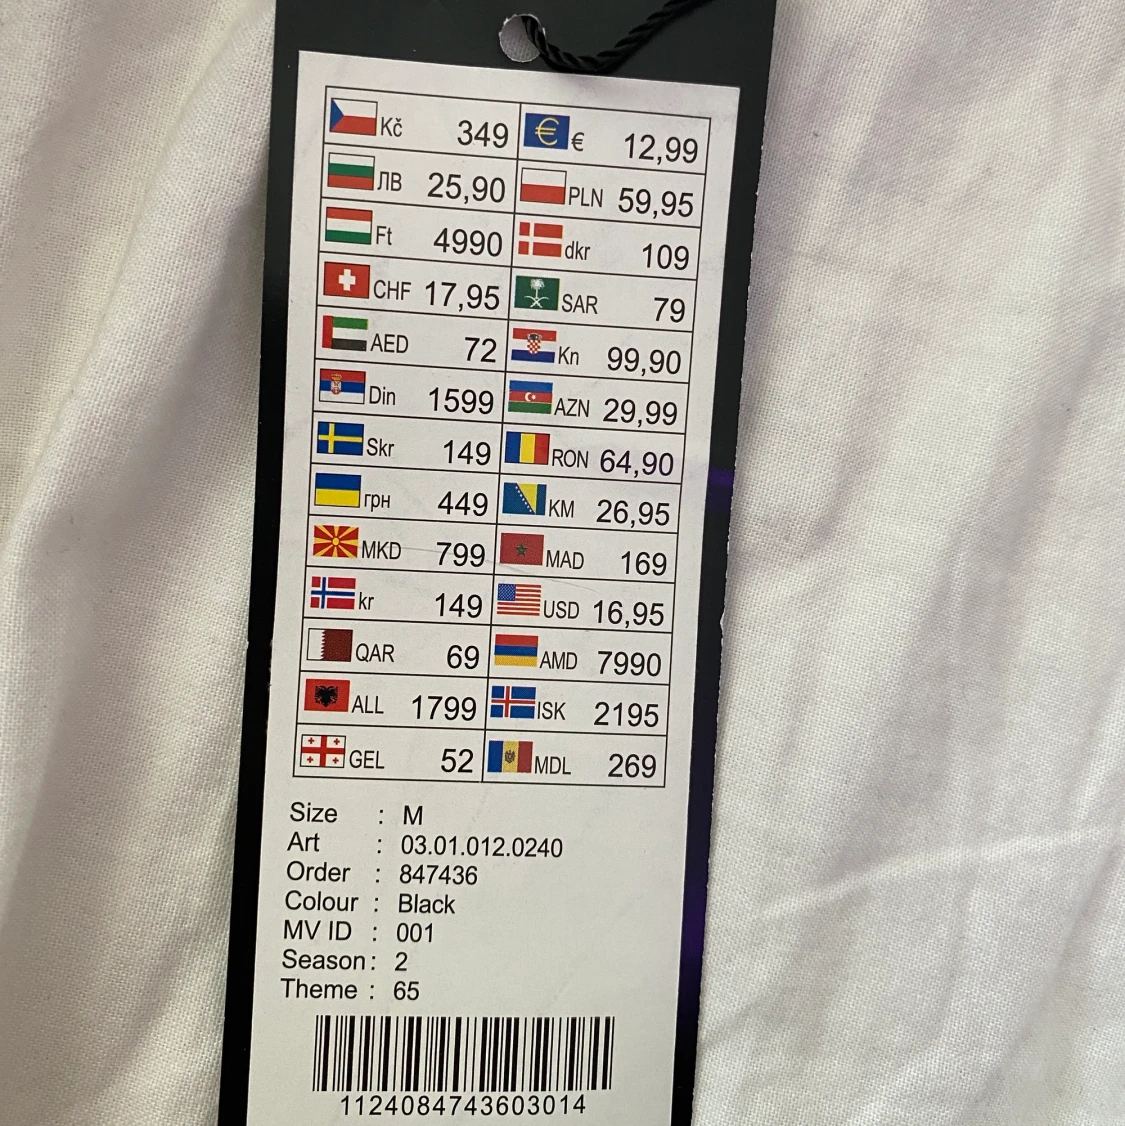 Kč 349 € € 12,99
ЛВ 25,90 PLN 59,95
Ft 4990 dkr 109
CHF 17,95 SAR 79
AED 72 Kn 99,90
Din 1599 AZN 29,99
Skr 149 RON 64,90
грн 449 KM 26,95
MKD 799 MAD 169
kr 149 USD 16,95
QAR 69 AMD 7990
ALL 1799 ISK 2195
GEL 52 MDL 269
Size : M
Art : 03.01.012.0240
Order : 847436
Colour : Black
MV ID : 001
Season : 2
Theme : 65
1124084743603014